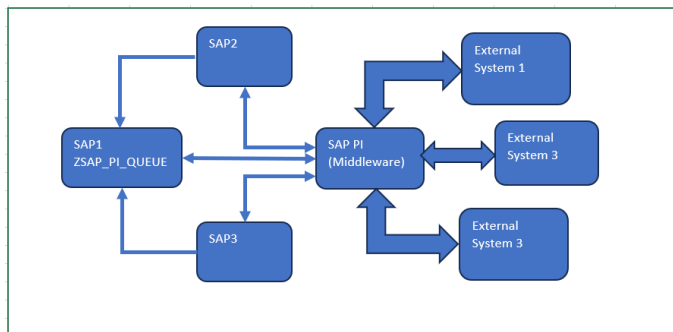 SAP2
External
System 1
SAP1
ZSAP_PI_QUEUE
SAP PI
(Middleware)
External
System 3
SAP3
External
System 3